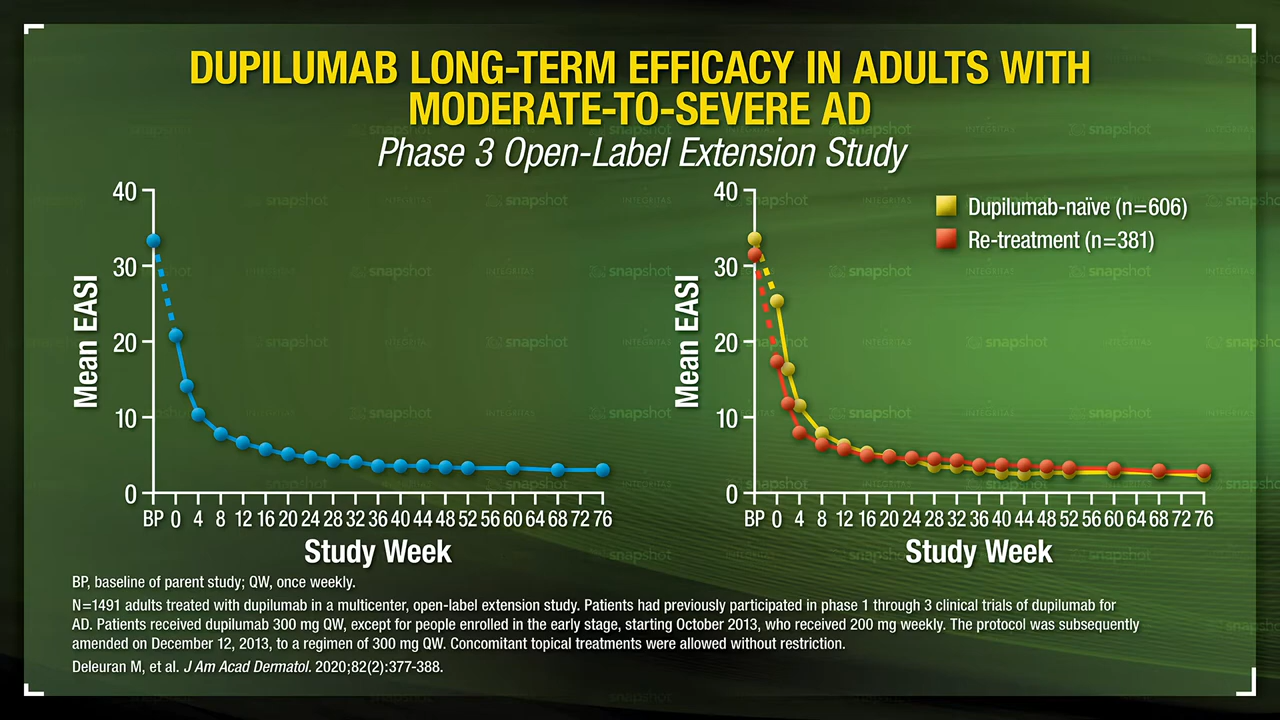 DUPILUMAB LONG-TERM EFFICACY IN ADULTS WITH
MODERATE-TO-SEVERE AD
Phase 3 Open-Label Extension Study
40
30
20
10
0
Mean EASI
BP 0 4 8 12 16 20 24 28 32 36 40 44 48 52 56 60 64 68 72 76
Study Week
40
30
20
10
0
Mean EASI
Dupilumab-naïve (n=606)
Re-treatment (n=381)
BP 0 4 8 12 16 20 24 28 32 36 40 44 48 52 56 60 64 68 72 76
Study Week
BP, baseline of parent study; QW, once weekly.
N=1491 adults treated with dupilumab in a multicenter, open-label extension study. Patients had previously participated in phase 1 through 3 clinical trials of dupilumab for
AD. Patients received dupilumab 300 mg QW, except for people enrolled in the early stage, starting October 2013, who received 200 mg weekly. The protocol was subsequently
amended on December 12, 2013, to a regimen of 300 mg QW. Concomitant topical treatments were allowed without restriction.
Deleuran M, et al. J Am Acad Dermatol. 2020;82(2):377-388.
snapshot
INTEGRITAS